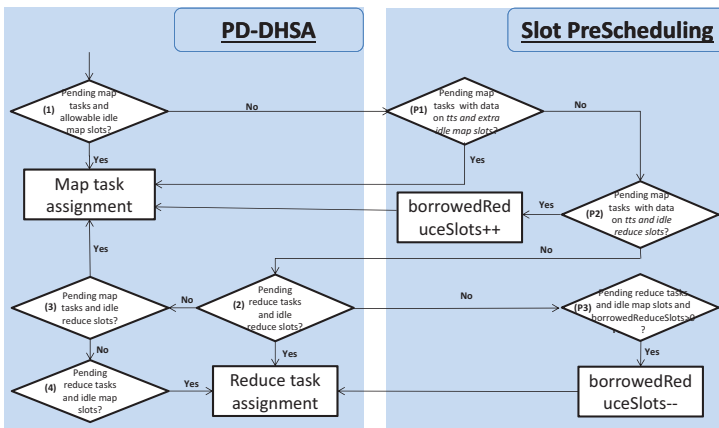 PD-DHSA
Slot PreScheduling
(1)
Pending map
tasks and
allowable idle
map slots?
No
(P1)
Pending map
tasks with data
on tts and extra
idle map slots?
No
Yes
Yes
Map task
assignment
borrowedRed
uceSlots++
Yes
(P2)
Pending map
tasks with data
on tts and idle
reduce slots?
Yes
No
(3)
Pending map
tasks and idle
reduce slots?
No
(2)
Pending
reduce tasks
and idle
reduce slots?
No
(P3)
Pending reduce tasks
and idle map slots and
borrowedReduceSlots>0
?
No
Yes
Yes
(4)
Pending
reduce tasks
and idle map
slots?
Yes
Reduce task
assignment
borrowedRed
uceSlots--